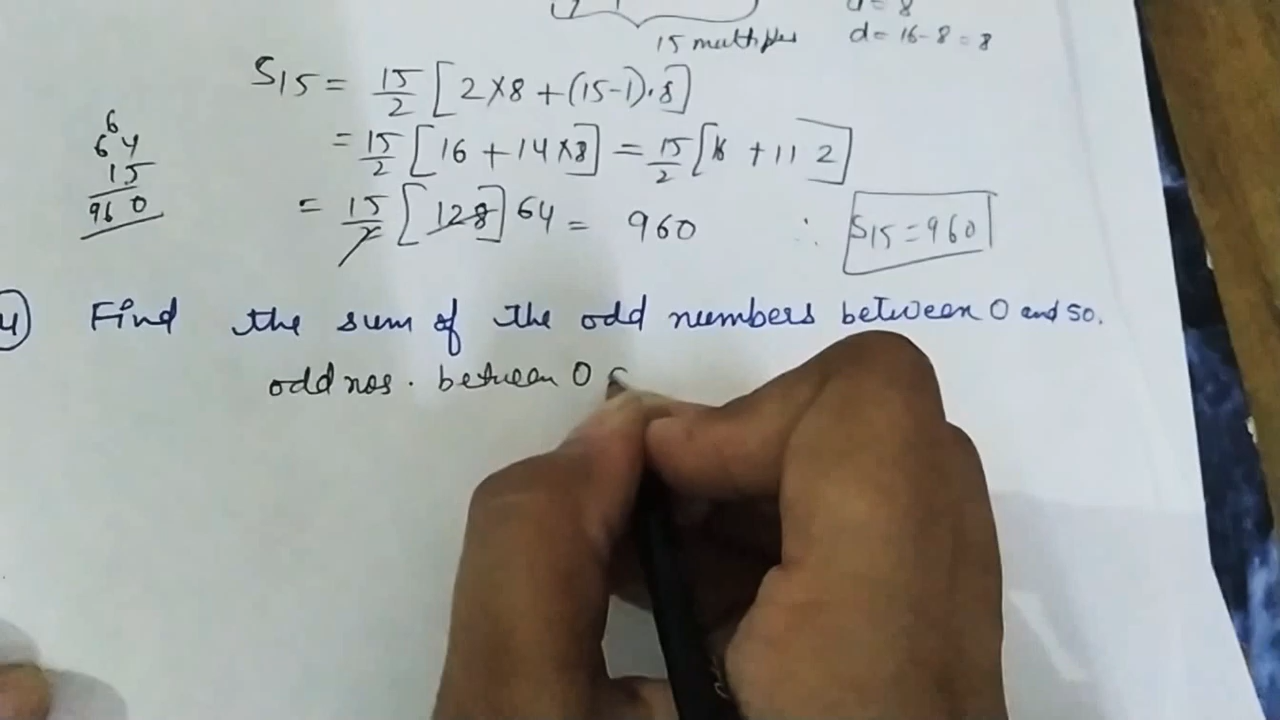 15 multiples
d = 16 - 8 = 8
S15 = 15/2 [2×8 + (15-1)·8]
6
64
15
960
= 15/2 [16 + 14×8] = 15/2 [16 + 112]
= 15/2 [128] 64 = 960 ∴ S15 = 960
4) Find the sum of the odd numbers between 0 and 50.
odd nos. between 0